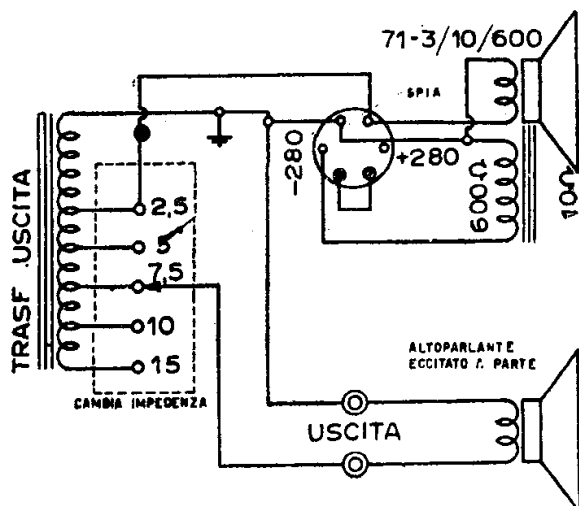 71-3/10/600
SPIA
-280
+280
600Ω
TRASF. USCITA
2,5
5
7,5
10
15
CAMBIA IMPEDENZA
ALTOPARLANTE
ECCITATO A PARTE
USCITA